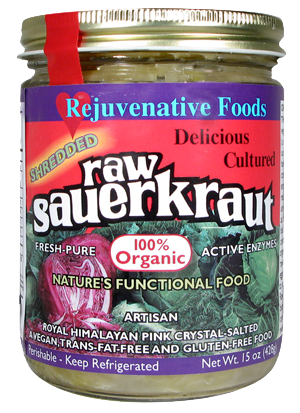 Rejuvenative Foods
SHREDDED
Delicious
Cultured
raw
sauerkraut
FRESH-PURE
100%
Organic
ACTIVE ENZYMES
NATURE'S FUNCTIONAL FOOD
ARTISAN
ROYAL HIMALAYAN PINK CRYSTAL-SALTED
A VEGAN, TRANS-FAT-FREE AND GLUTEN-FREE FOOD
Perishable - Keep Refrigerated
Net Wt. 15 oz (428g)